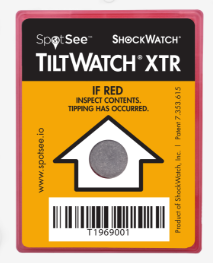 SpotSee™ SHOCKWATCH®
TILTWATCH® XTR
IF RED
INSPECT CONTENTS.
TIPPING HAS OCCURRED.
www.spotsee.io
Product of ShockWatch, Inc. | Patent 7,353,615
T1969001